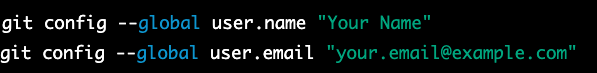 git config --global user.name "Your Name"
git config --global user.email "your.email@example.com"